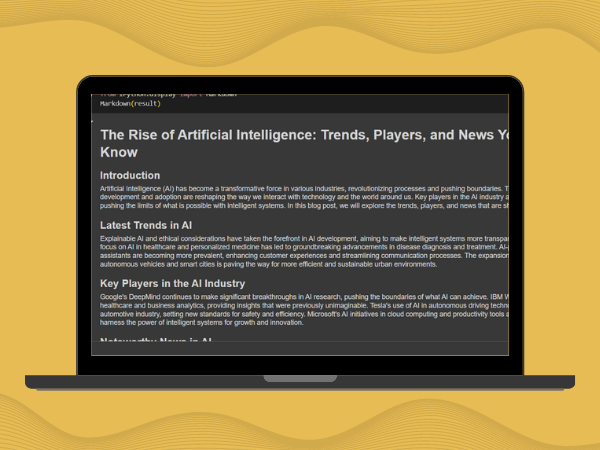 from IPython.display import Markdown
Markdown(result)
The Rise of Artificial Intelligence: Trends, Players, and News Yo
Know
Introduction
Artificial Intelligence (AI) has become a transformative force in various industries, revolutionizing processes and pushing boundaries. T
development and adoption are reshaping the way we interact with technology and the world around us. Key players in the AI industry a
pushing the limits of what is possible with intelligent systems. In this blog post, we will explore the trends, players, and news that are sh
Latest Trends in AI
Explainable AI and ethical considerations have taken the forefront in AI development, aiming to make intelligent systems more transpa
focus on AI in healthcare and personalized medicine has led to groundbreaking advancements in disease diagnosis and treatment. AI-
assistants are becoming more prevalent, enhancing customer experiences and streamlining communication processes. The expansion
autonomous vehicles and smart cities is paving the way for more efficient and sustainable urban environments.
Key Players in the AI Industry
Google's DeepMind continues to make significant breakthroughs in AI research, pushing the boundaries of what AI can achieve. IBM W
healthcare and business analytics, providing insights that were previously unimaginable. Tesla's use of AI in autonomous driving techn
automotive industry, setting new standards for safety and efficiency. Microsoft's AI initiatives in cloud computing and productivity tools a
harness the power of intelligent systems for growth and innovation.
Noteworthy News in AI